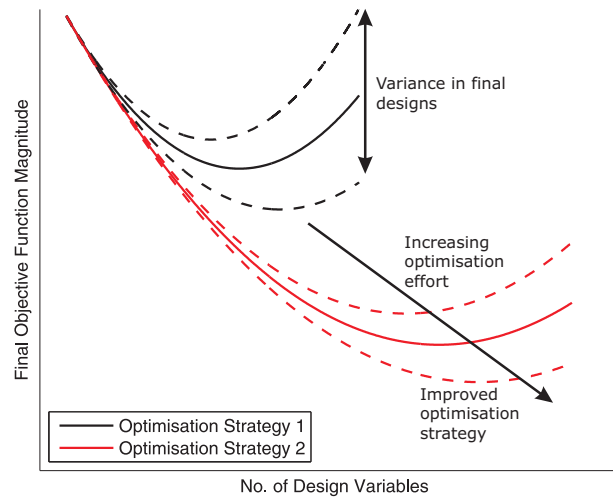 Final Objective Function Magnitude
Variance in final
designs
Increasing
optimisation
effort
Improved
optimisation
strategy
Optimisation Strategy 1
Optimisation Strategy 2
No. of Design Variables